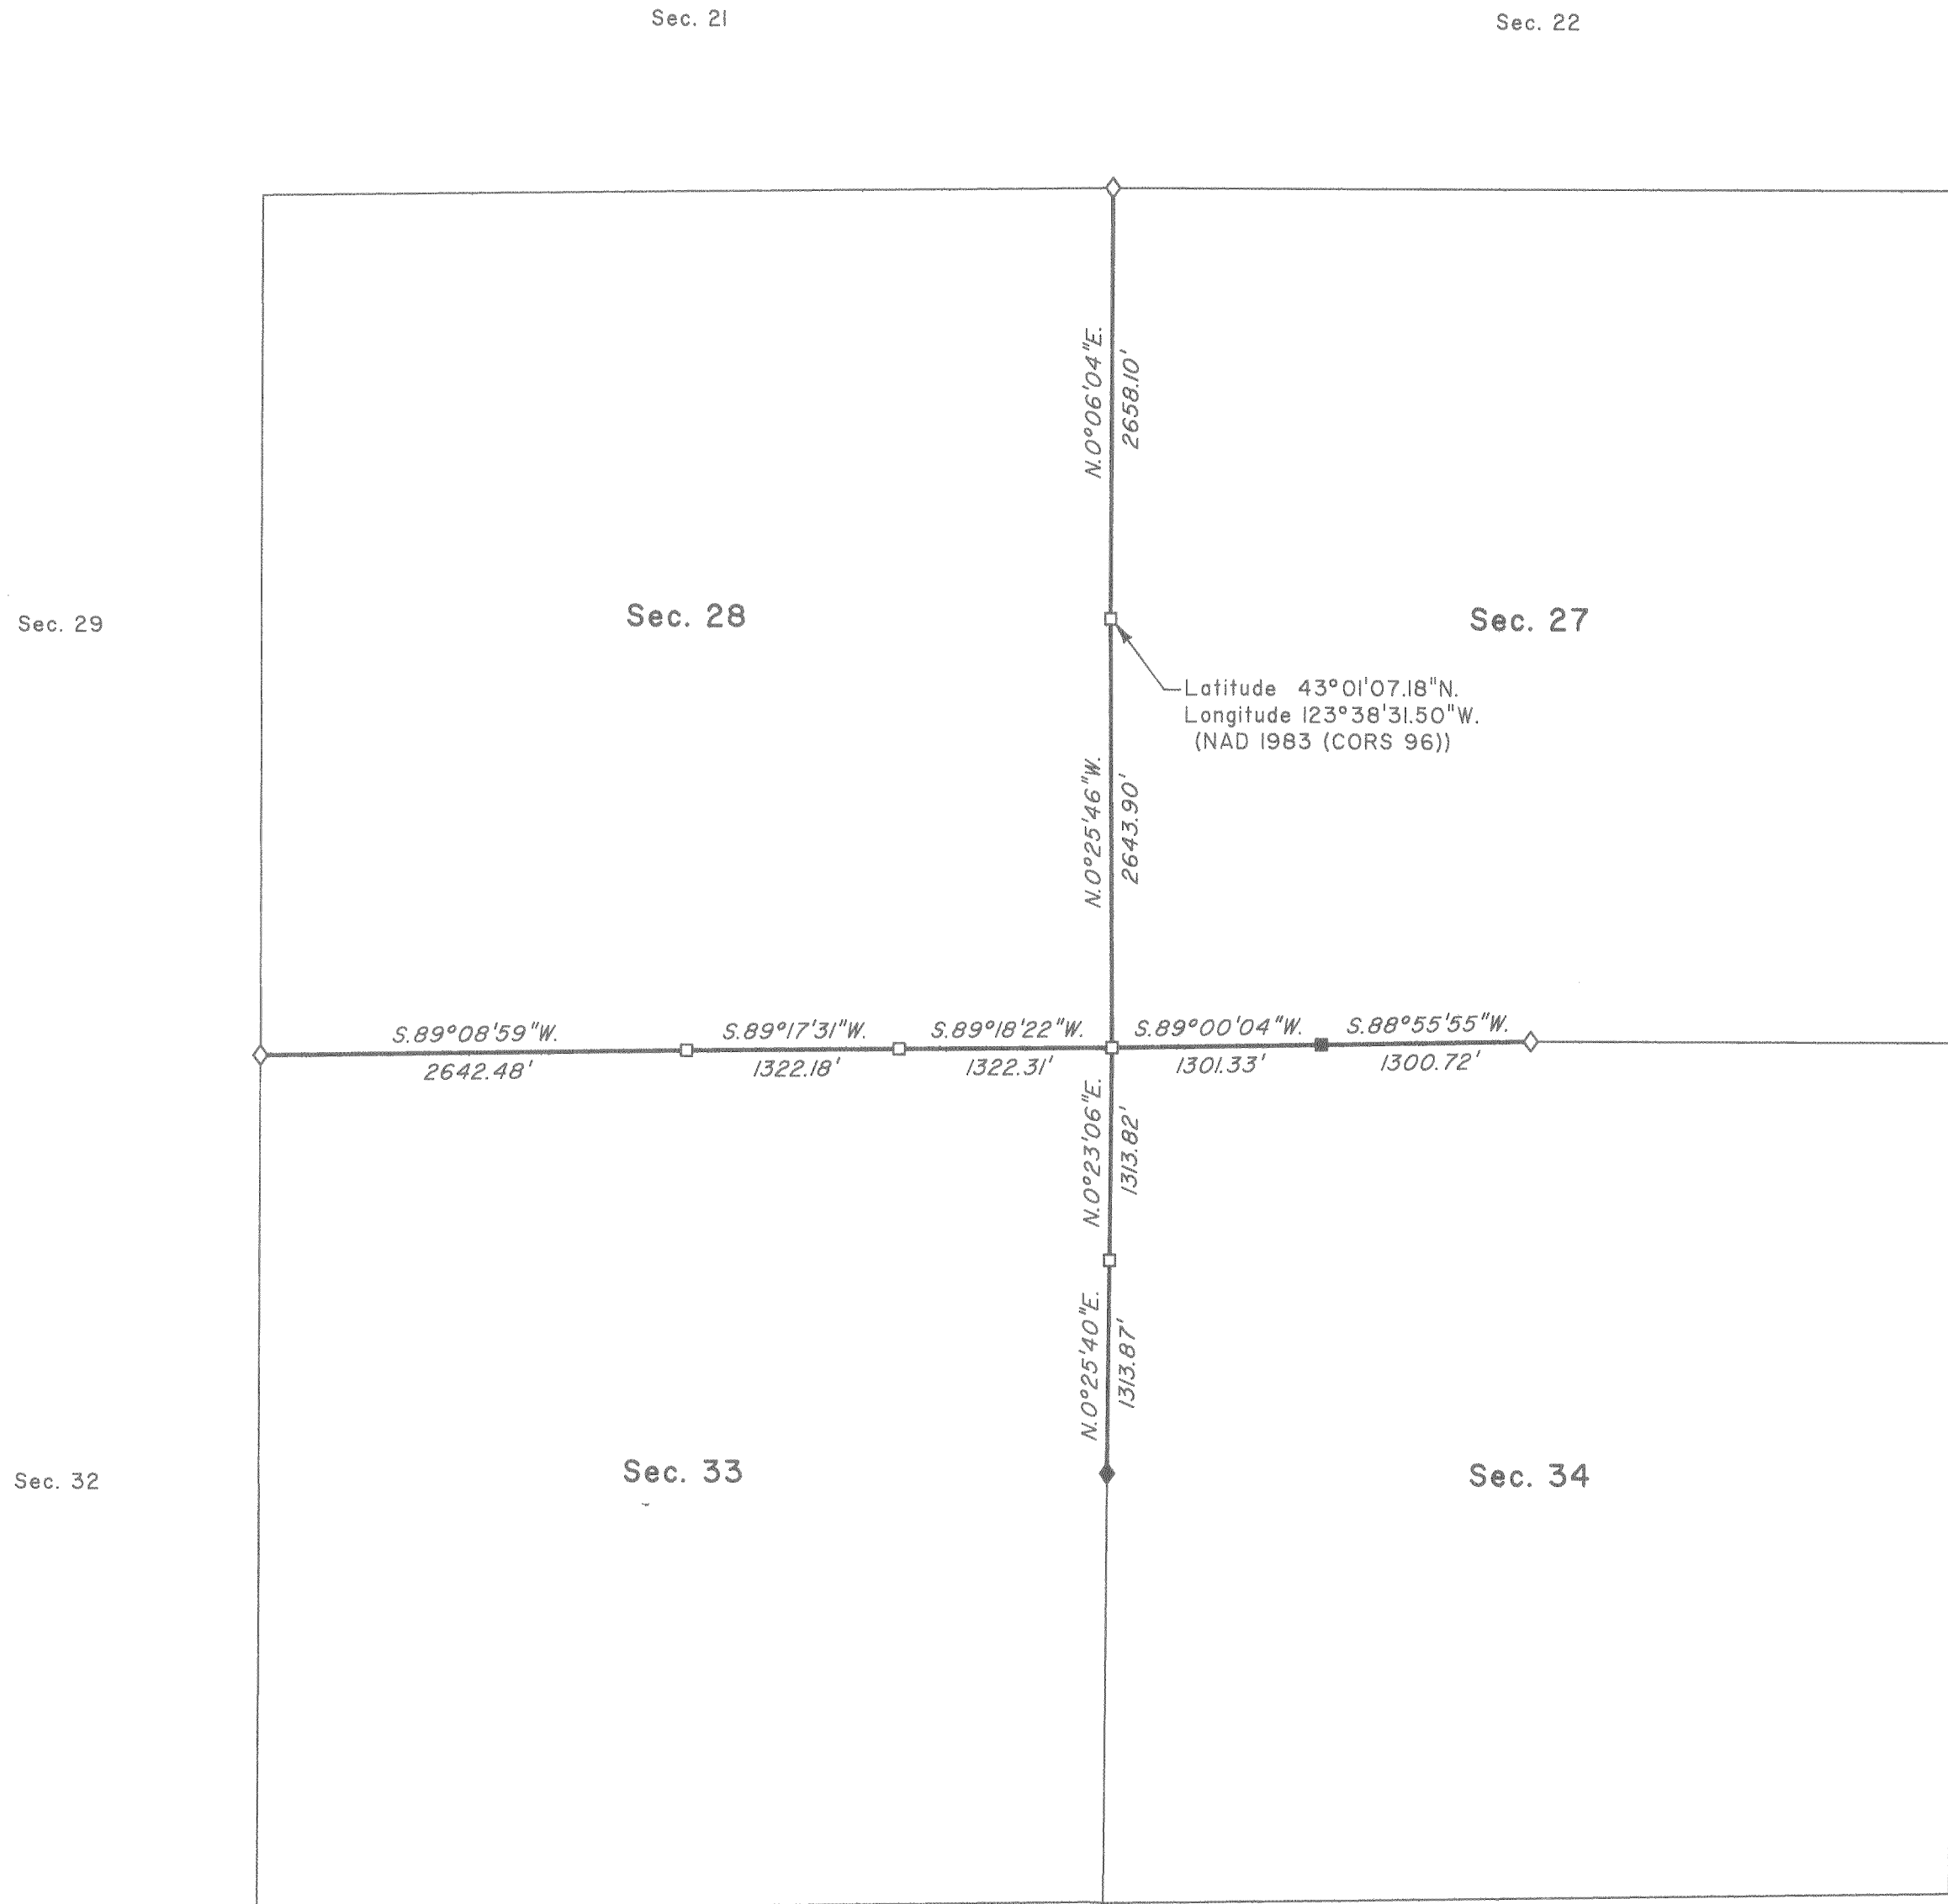 Sec. 21
Sec. 22
N.0°06'04"E.
2658.10'
Sec. 28
Sec. 27
Sec. 29
Latitude 43°01'07.18"N.
Longitude 123°38'31.50"W.
(NAD 1983 (CORS 96))
N.0°25'46"W.
2643.90'
S.89°08'59"W.
2642.48'
S.89°17'31"W.
1322.18'
S.89°18'22"W.
1322.31'
S.89°00'04"W.
1301.33'
S.88°55'55"W.
1300.72'
N.0°23'06"E.
1313.82'
N.0°25'40"E.
1313.87'
Sec. 33
Sec. 34
Sec. 32